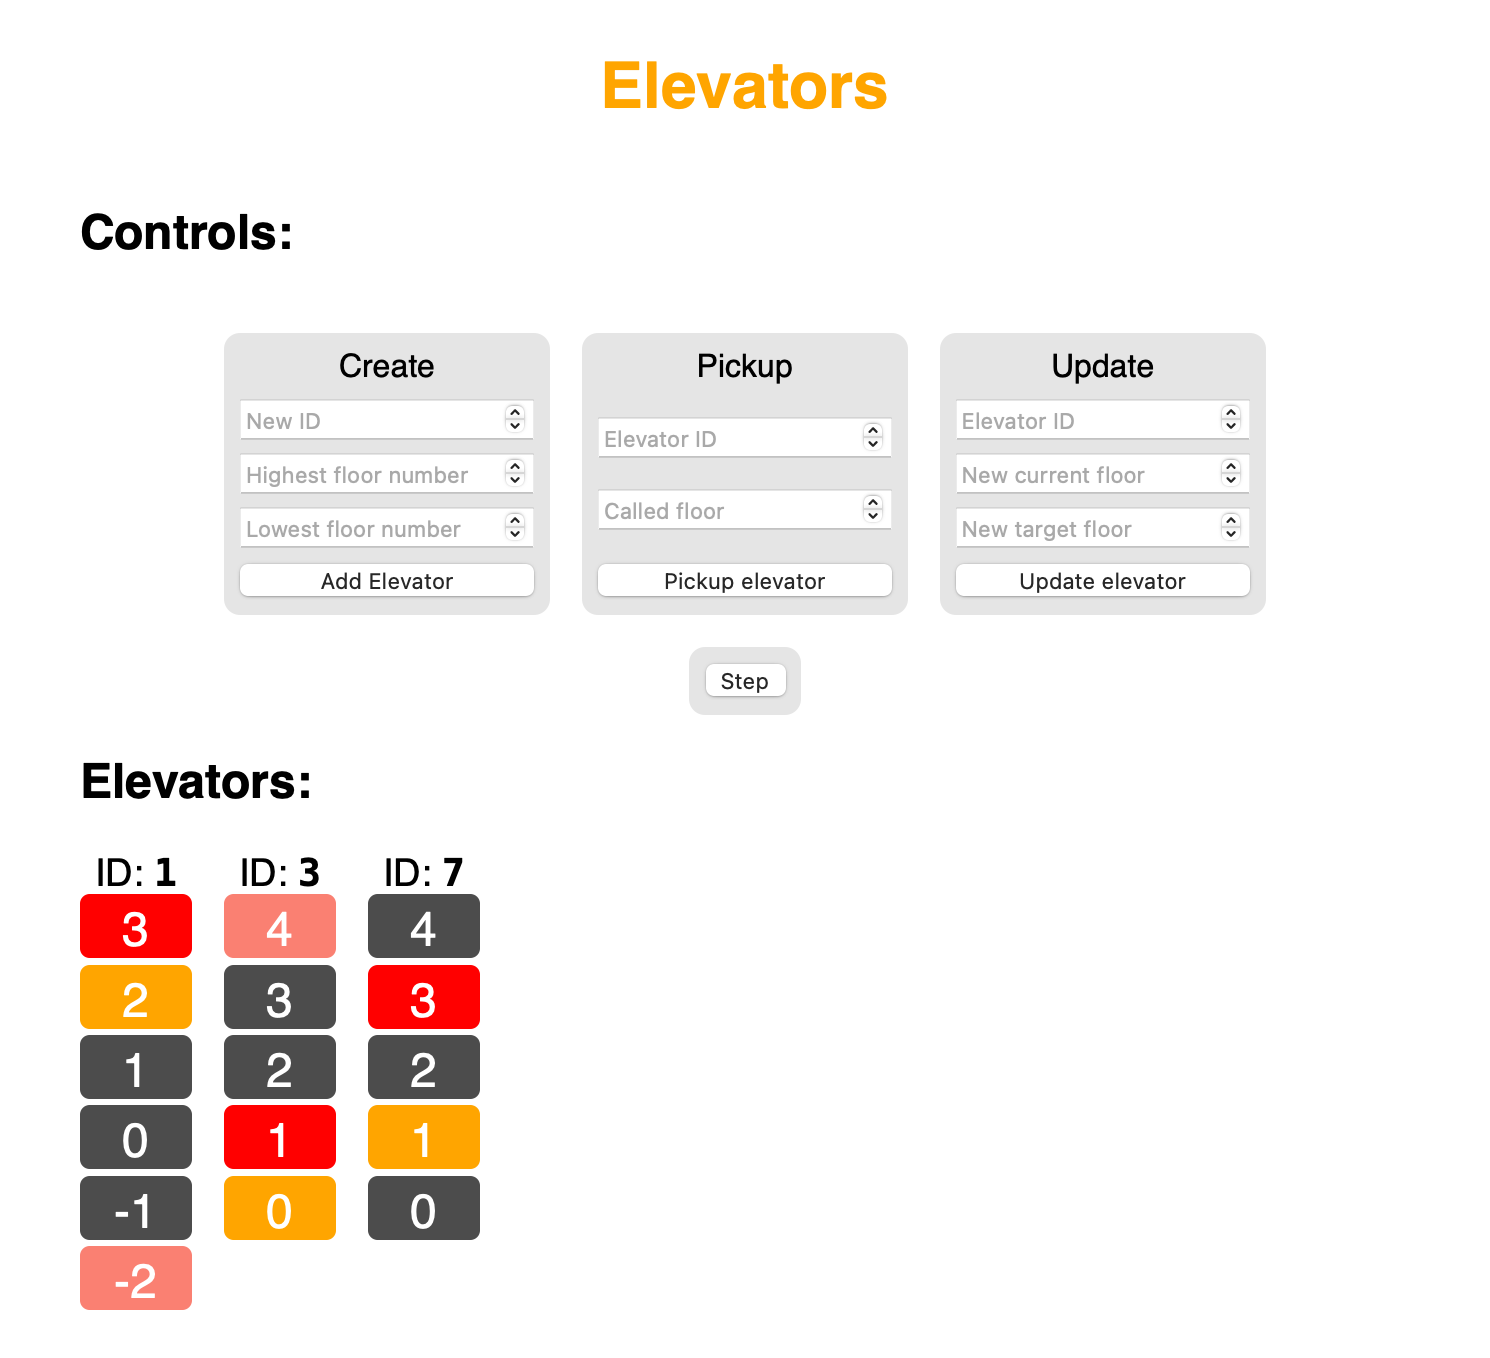 Elevators
Controls:
Create
New ID
Highest floor number
Lowest floor number
Add Elevator
Pickup
Elevator ID
Called floor
Pickup elevator
Update
Elevator ID
New current floor
New target floor
Update elevator
Step
Elevators:
ID: 1
3
2
1
0
-1
-2
ID: 3
4
3
2
1
0
ID: 7
4
3
2
1
0